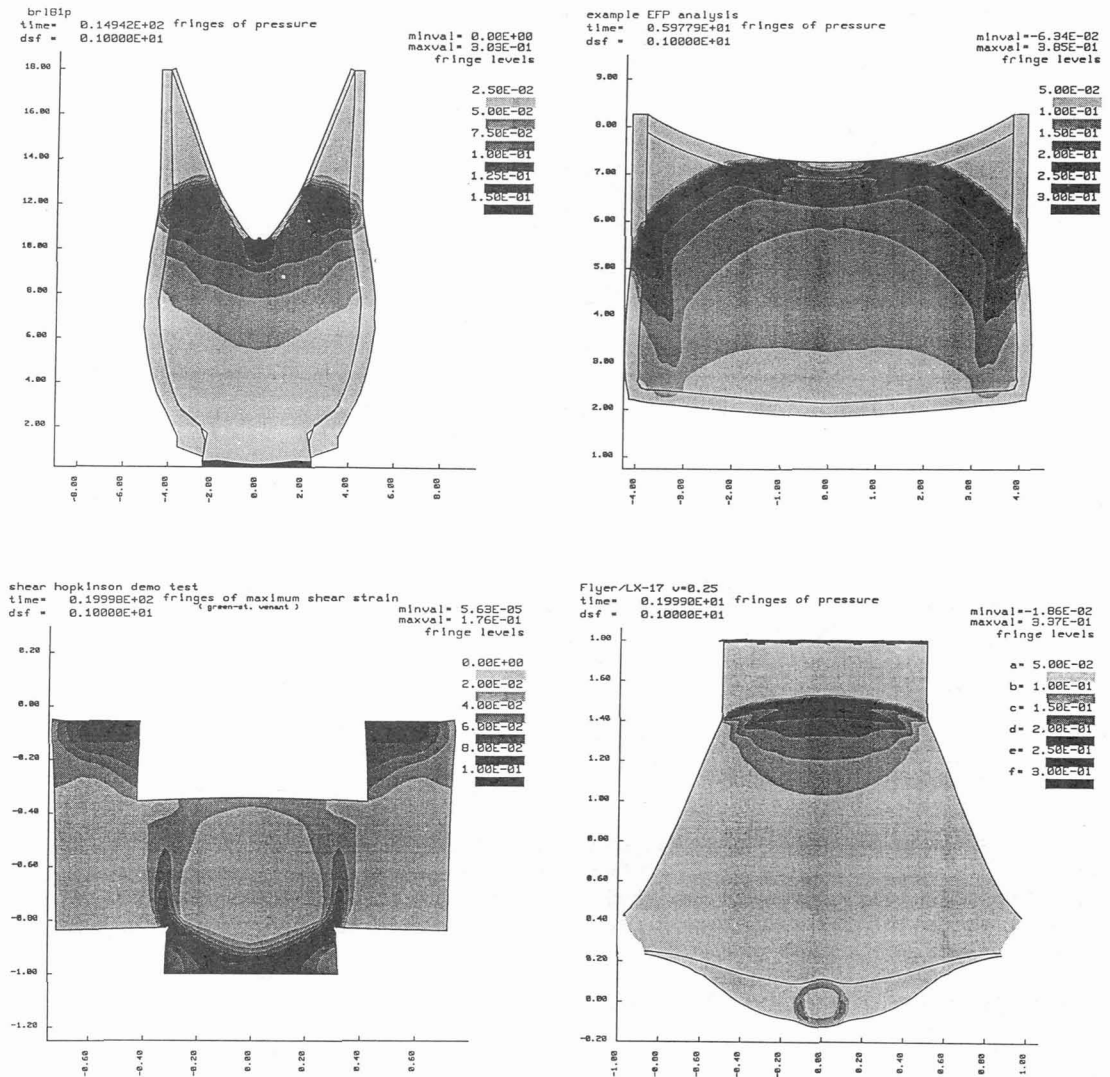 brl81p
time= 0.14942E+02 fringes of pressure
dsf = 0.10000E+01
minval= 0.00E+00
maxval= 3.03E-01
fringe levels
2.50E-02
5.00E-02
7.50E-02
1.00E-01
1.25E-01
1.50E-01
18.00
16.00
14.00
12.00
10.00
8.00
6.00
4.00
2.00
-8.00
-6.00
-4.00
-2.00
0.00
2.00
4.00
6.00
8.00
example EFP analysis
time= 0.59779E+01 fringes of pressure
dsf = 0.10000E+01
minval=-6.34E-02
maxval= 3.85E-01
fringe levels
5.00E-02
1.00E-01
1.50E-01
2.00E-01
2.50E-01
3.00E-01
9.00
8.00
7.00
6.00
5.00
4.00
3.00
2.00
1.00
-4.00
-3.00
-2.00
-1.00
0.00
1.00
2.00
3.00
4.00
shear hopkinson demo test
time= 0.19998E+02 fringes of maximum shear strain
( green-st. venant )
dsf = 0.10000E+01
minval= 5.63E-05
maxval= 1.76E-01
fringe levels
0.00E+00
2.00E-02
4.00E-02
6.00E-02
8.00E-02
1.00E-01
0.20
0.00
-0.20
-0.40
-0.60
-0.80
-1.00
-1.20
-0.60
-0.40
-0.20
0.00
0.20
0.40
0.60
Flyer/LX-17 v=0.25
time= 0.19990E+01 fringes of pressure
dsf = 0.10000E+01
minval=-1.86E-02
maxval= 3.37E-01
fringe levels
a= 5.00E-02
b= 1.00E-01
c= 1.50E-01
d= 2.00E-01
e= 2.50E-01
f= 3.00E-01
1.80
1.60
1.40
1.20
1.00
0.80
0.60
0.40
0.20
0.00
-0.20
-1.00
-0.80
-0.60
-0.40
-0.20
0.00
0.20
0.40
0.60
0.80
1.00